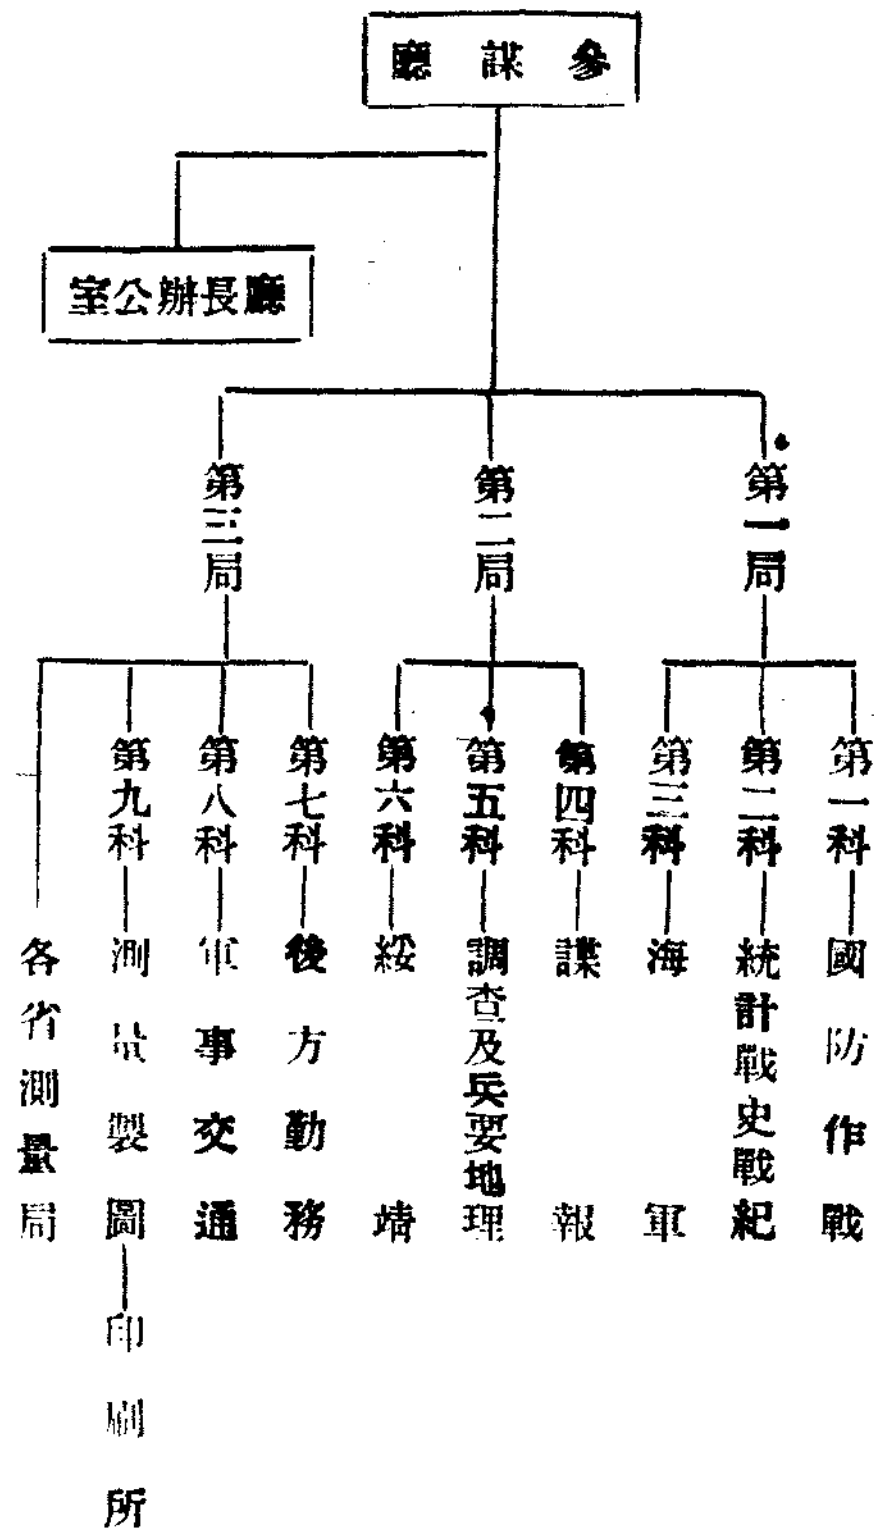 參謀廳
廳長辦公室
第一局
第二局
第三局
第一科
國防作戰
第二科
統計戰史戰紀
第三科
海軍
第四科
諜報
第五科
調查及兵要地理
第六科
綏靖
第七科
後方勤務
第八科
軍事交通
第九科
測量製圖
印刷所
各省測量局